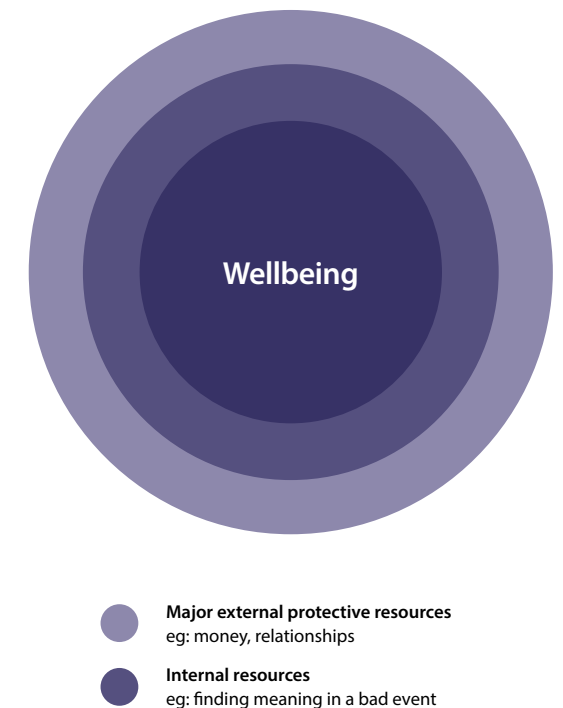 Wellbeing
Major external protective resources
eg: money, relationships
Internal resources
eg: finding meaning in a bad event